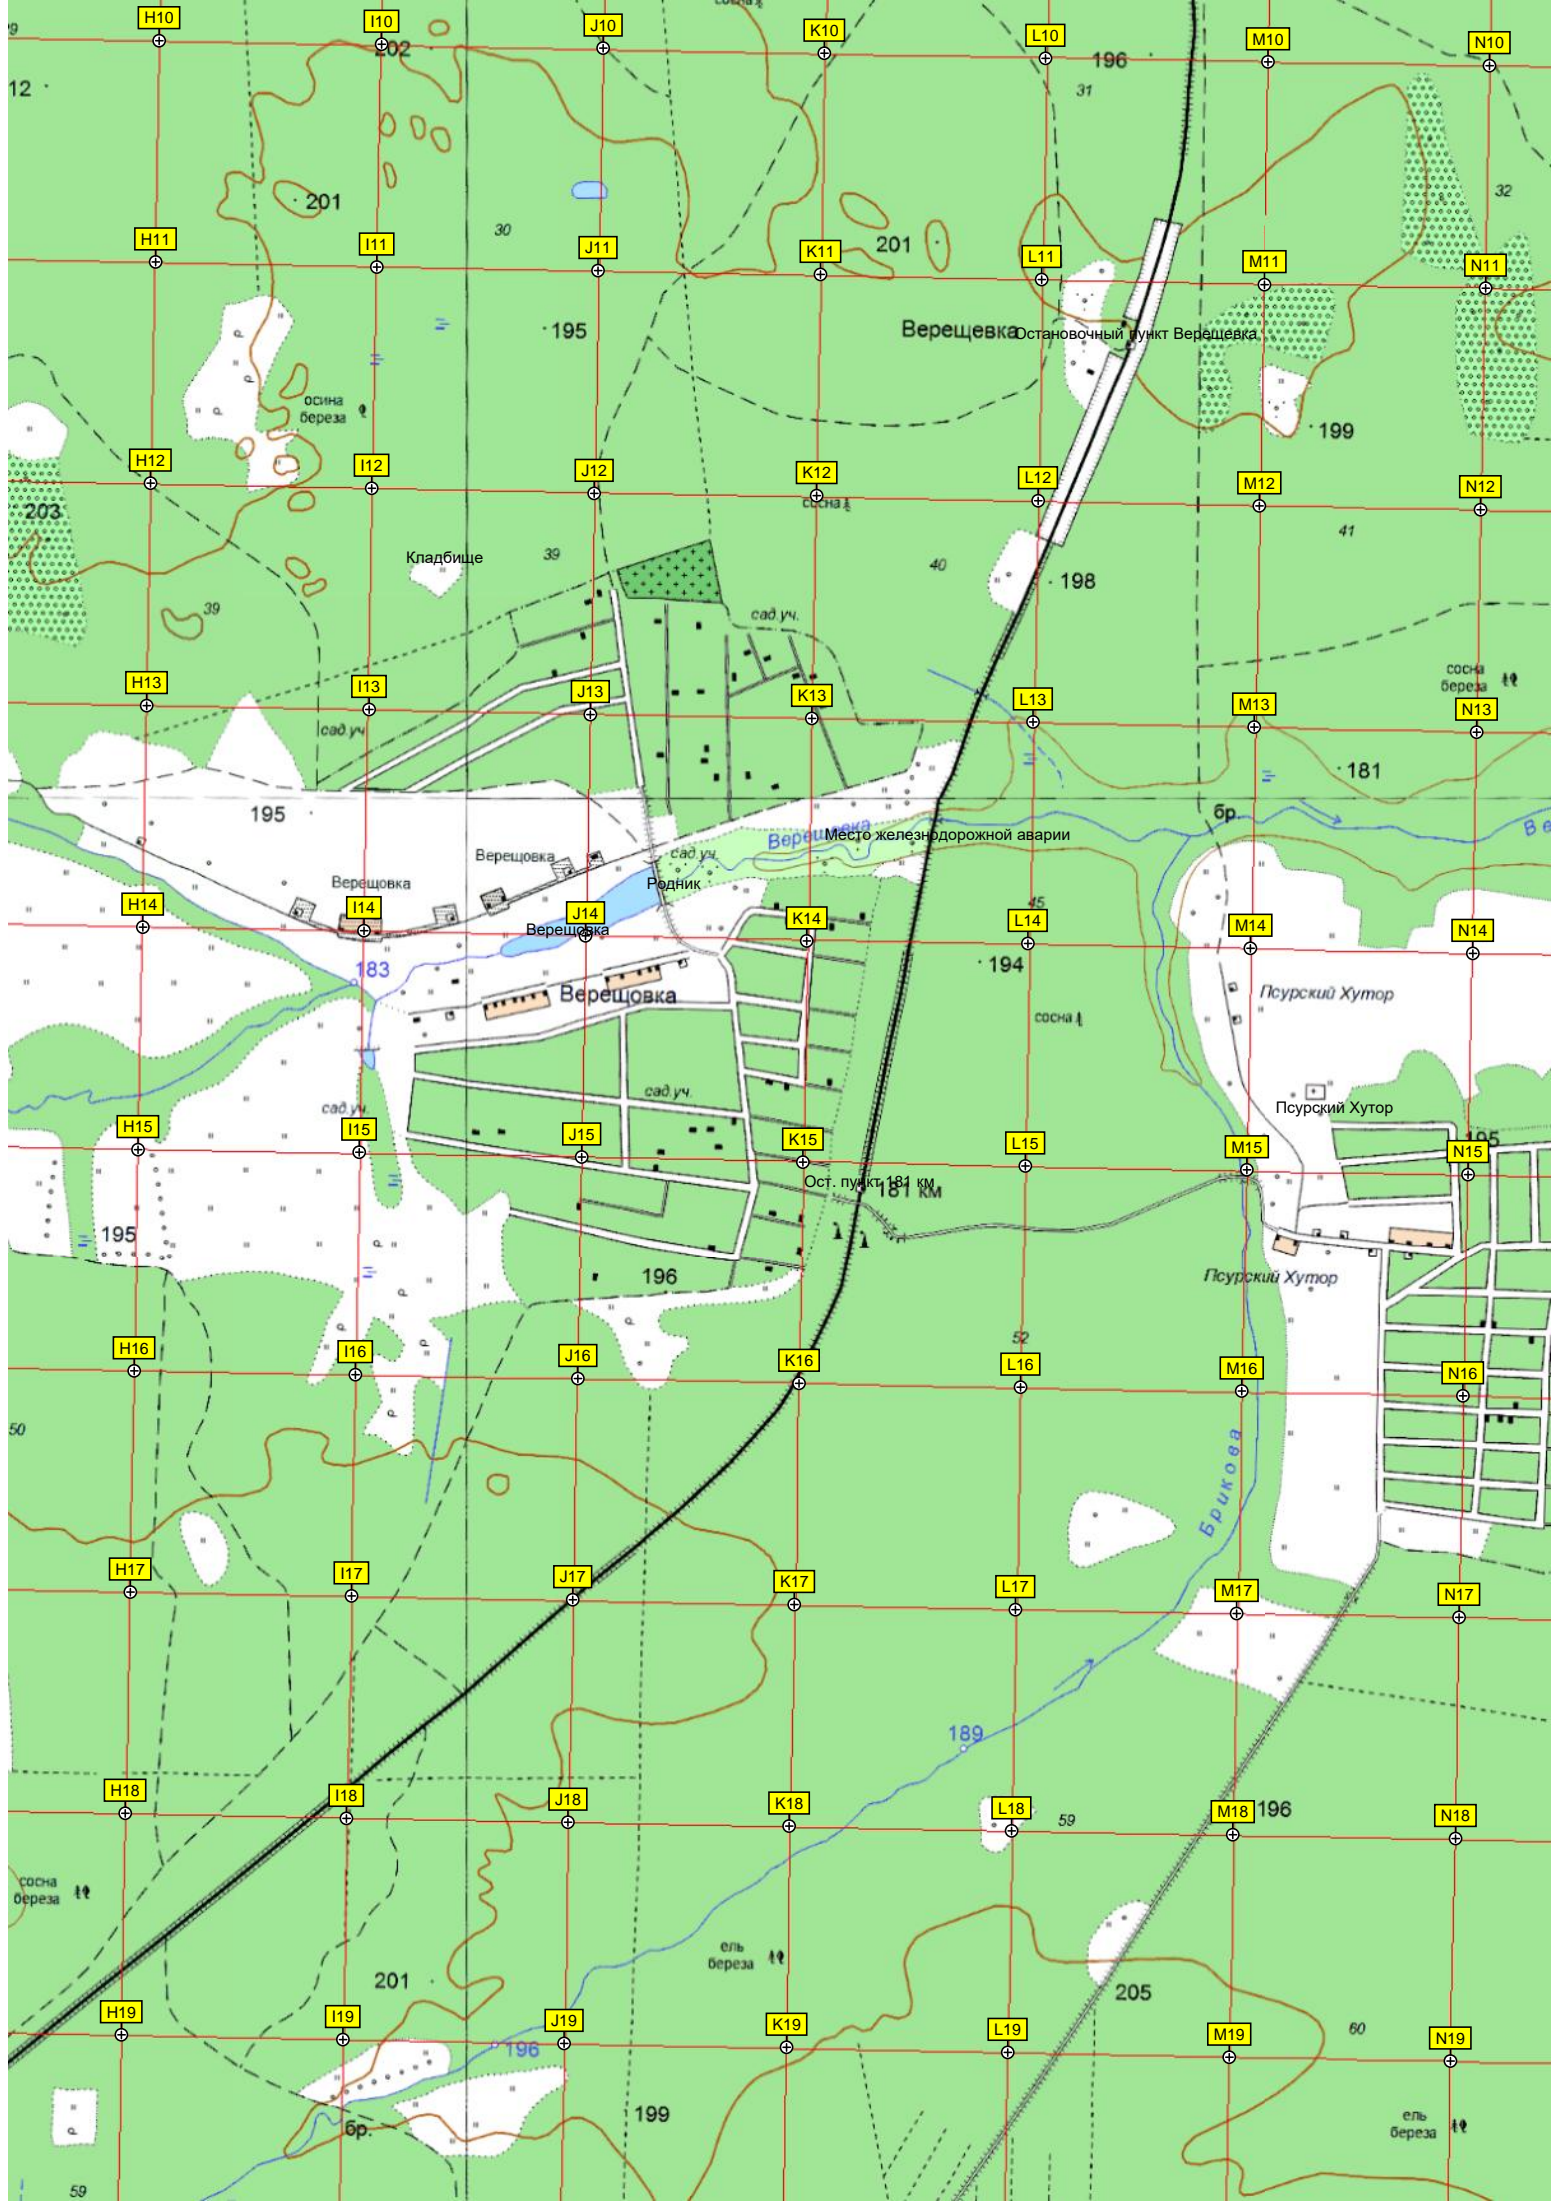 H10
I10
J10
K10
L10
M10
N10
202
196
12
31
201
30
32
201
H11
I11
J11
K11
L11
M11
N11
195
Верещевка
Остановочный пункт Верещевка
осина
береза
199
H12
I12
J12
K12
L12
M12
N12
203
сосна
41
Кладбище
39
40
198
39
сад.уч.
сосна
береза
H13
I13
J13
K13
L13
M13
N13
сад.уч
181
195
бр.
Верещевка
Место железнодорожной аварии
Верещовка
сад.уч.
Верещовка
Родник
H14
I14
J14
K14
45
L14
M14
N14
Верещовка
183
194
Верещовка
Псурский Хутор
сосна
сад.уч.
сад.уч.
Псурский Хутор
H15
I15
J15
K15
L15
M15
N15
195
Ост. пункт 181 км
181 км
195
196
Псурский Хутор
52
H16
I16
J16
K16
L16
M16
N16
50
Брикова
H17
I17
J17
K17
L17
M17
N17
189
H18
I18
J18
K18
L18
59
M18
196
N18
сосна
береза
ель
береза
201
205
H19
I19
J19
K19
L19
M19
60
N19
196
199
бр.
ель
береза
59